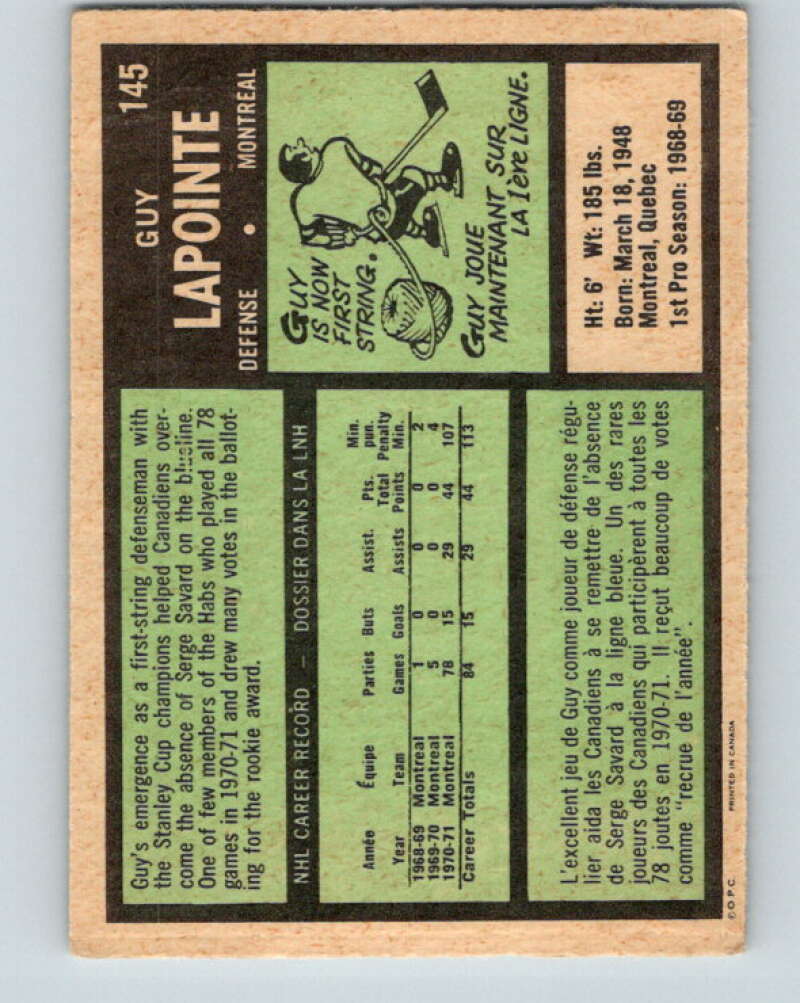 145
GUY
LAPOINTE
DEFENSE • MONTREAL
Guy's emergence as a first-string defenseman with
the Stanley Cup champions helped Canadiens over-
come the absence of Serge Savard on the blueline.
One of few members of the Habs who played all 78
games in 1970-71 and drew many votes in the ballot-
ing for the rookie award.
GUY
IS NOW
FIRST
STRING.
GUY JOUE
MAINTENANT SUR
LA 1ère LIGNE.
NHL CAREER RECORD — DOSSIER DANS LA LNH
Année Équipe Parties Buts Assist. Pts. Total Min. pun.
Year Team Games Goals Assists Points Penalty Min.
1968-69 Montreal 1 0 0 0 2
1969-70 Montreal 5 0 0 0 4
1970-71 Montreal 78 15 29 44 107
Career Totals 84 15 29 44 113
Ht: 6' Wt: 185 lbs.
Born: March 18, 1948
Montreal, Quebec
1st Pro Season: 1968-69
L'excellent jeu de Guy comme joueur de défense régu-
lier aida les Canadiens à se remettre de l'absence
de Serge Savard à la ligne bleue. Un des rares
joueurs des Canadiens qui participèrent à toutes les
78 joutes en 1970-71. Il reçut beaucoup de votes
comme "recrue de l'année".
© O.P.C. PRINTED IN CANADA